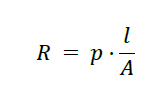 R = p · l/A